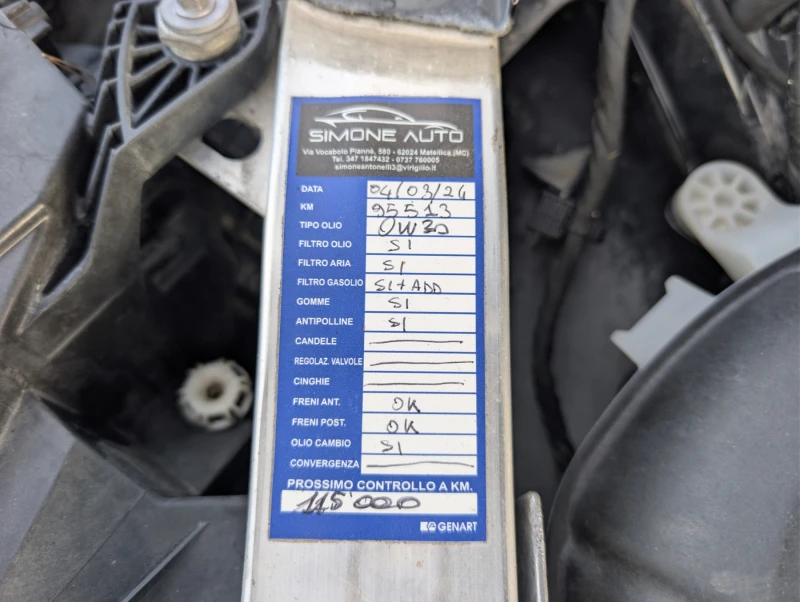 SIMONE AUTO
Via Vocabolo Pianné, 580 - 62024 Matelica (MC)
Tel. 347 1847432 - 0737 760005
simoneantonelli3@virigilio.it
DATA 04/03/24
KM 95513
TIPO OLIO 0W30
FILTRO OLIO SI
FILTRO ARIA SI
FILTRO GASOLIO SI+ADD
GOMME SI
ANTIPOLLINE SI
CANDELE
REGOLAZ. VALVOLE
CINGHIE
FRENI ANT. OK
FRENI POST. OK
OLIO CAMBIO SI
CONVERGENZA
PROSSIMO CONTROLLO A KM.
115'000
GENART